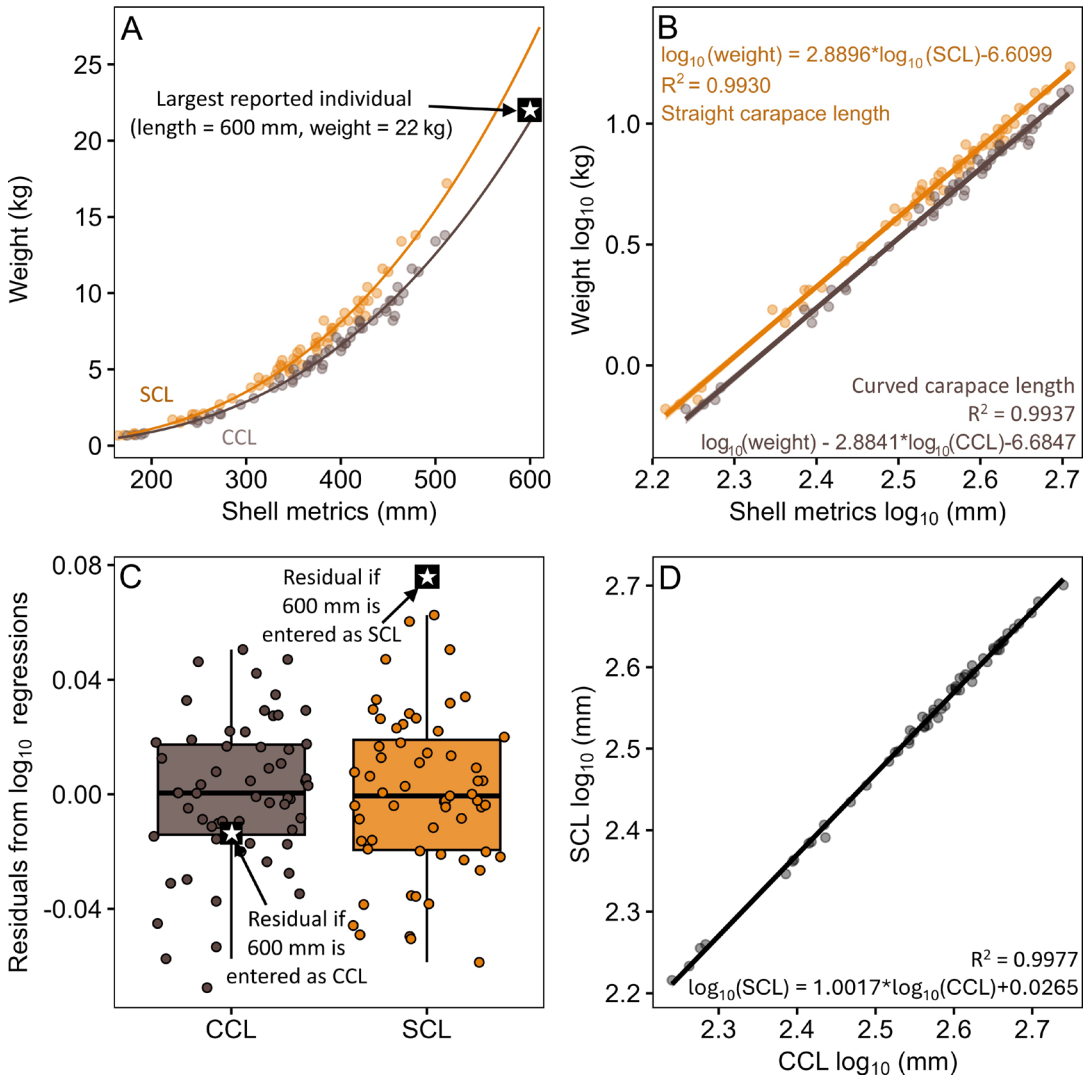 A
Weight (kg)
25
20
15
10
5
0
Largest reported individual
(length = 600 mm, weight = 22 kg)
SCL
CCL
200
300
400
500
600
Shell metrics (mm)
B
log₁₀(weight) = 2.8896*log₁₀(SCL)-6.6099
R² = 0.9930
Straight carapace length
Weight log₁₀ (kg)
1.0
0.5
0.0
Curved carapace length
R² = 0.9937
log₁₀(weight) - 2.8841*log₁₀(CCL)-6.6847
2.2
2.3
2.4
2.5
2.6
2.7
Shell metrics log₁₀ (mm)
C
Residuals from log₁₀ regressions
0.08
0.04
0.00
-0.04
Residual if
600 mm is
entered as SCL
Residual if
600 mm is
entered as CCL
CCL
SCL
D
SCL log₁₀ (mm)
2.7
2.6
2.5
2.2
2.3
2.2
R² = 0.9977
log₁₀(SCL) = 1.0017*log₁₀(CCL)+0.0265
2.3
2.4
2.5
2.6
2.7
CCL log₁₀ (mm)